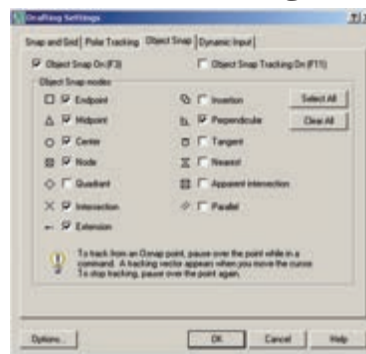 Drafting Settings
Snap and Grid Polar Tracking Object Snap Dynamic Input
Object Snap On (F3) Object Snap Tracking On (F11)
Object Snap modes
Endpoint Insertion Select All
Midpoint Perpendicular Clear All
Center Tangent
Node Nearest
Quadrant Apparent intersection
Intersection Parallel
Extension
To track from an Osnap point, pause over the point while in a
command. A tracking vector appears when you move the cursor.
To stop tracking, pause over the point again.
Options... OK Cancel Help